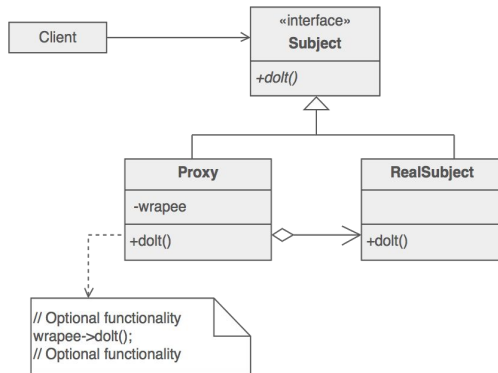 Client
«interface»
Subject
+doIt()
Proxy
-wrapee
+doIt()
RealSubject
+doIt()
// Optional functionality
wrapee->doIt();
// Optional functionality